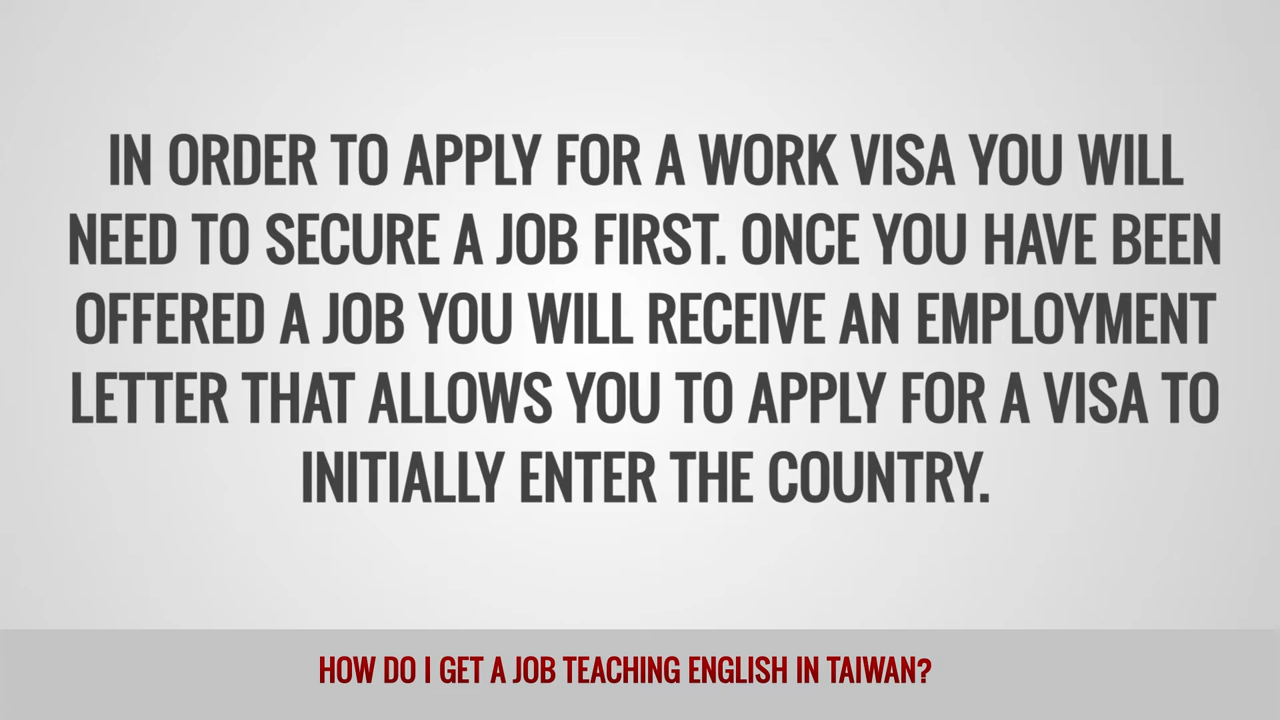 IN ORDER TO APPLY FOR A WORK VISA YOU WILL
NEED TO SECURE A JOB FIRST. ONCE YOU HAVE BEEN
OFFERED A JOB YOU WILL RECEIVE AN EMPLOYMENT
LETTER THAT ALLOWS YOU TO APPLY FOR A VISA TO
INITIALLY ENTER THE COUNTRY.
HOW DO I GET A JOB TEACHING ENGLISH IN TAIWAN?